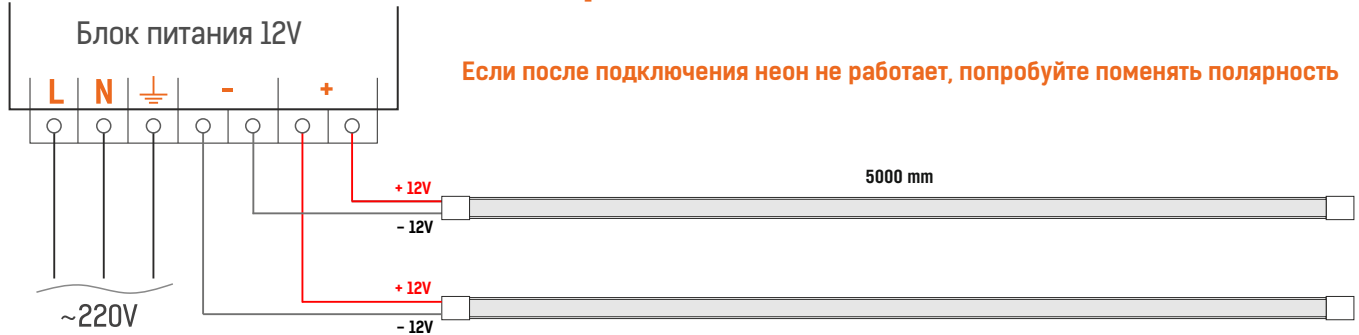 Блок питания 12V
Если после подключения неон не работает, попробуйте поменять полярность
L N - +
5000 mm
+ 12V
– 12V
+ 12V
– 12V
~220V